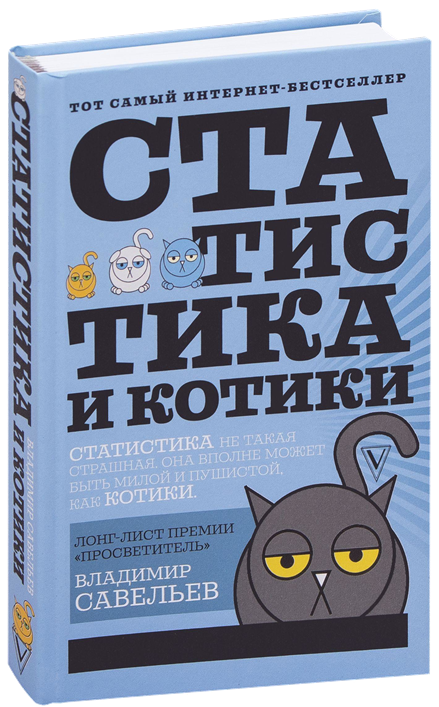 ТОТ САМЫЙ ИНТЕРНЕТ-БЕСТСЕЛЛЕР
СТА
ТИС
ТИКА
И КОТИКИ
СТАТИСТИКА НЕ ТАКАЯ
СТРАШНАЯ. ОНА ВПОЛНЕ МОЖЕТ
БЫТЬ МИЛОЙ И ПУШИСТОЙ,
КАК КОТИКИ.
ЛОНГ-ЛИСТ ПРЕМИИ
«ПРОСВЕТИТЕЛЬ»
ВЛАДИМИР
САВЕЛЬЕВ
V
СТАТИСТИКА
И КОТИКИ
ВЛАДИМИР САВЕЛЬЕВ
V